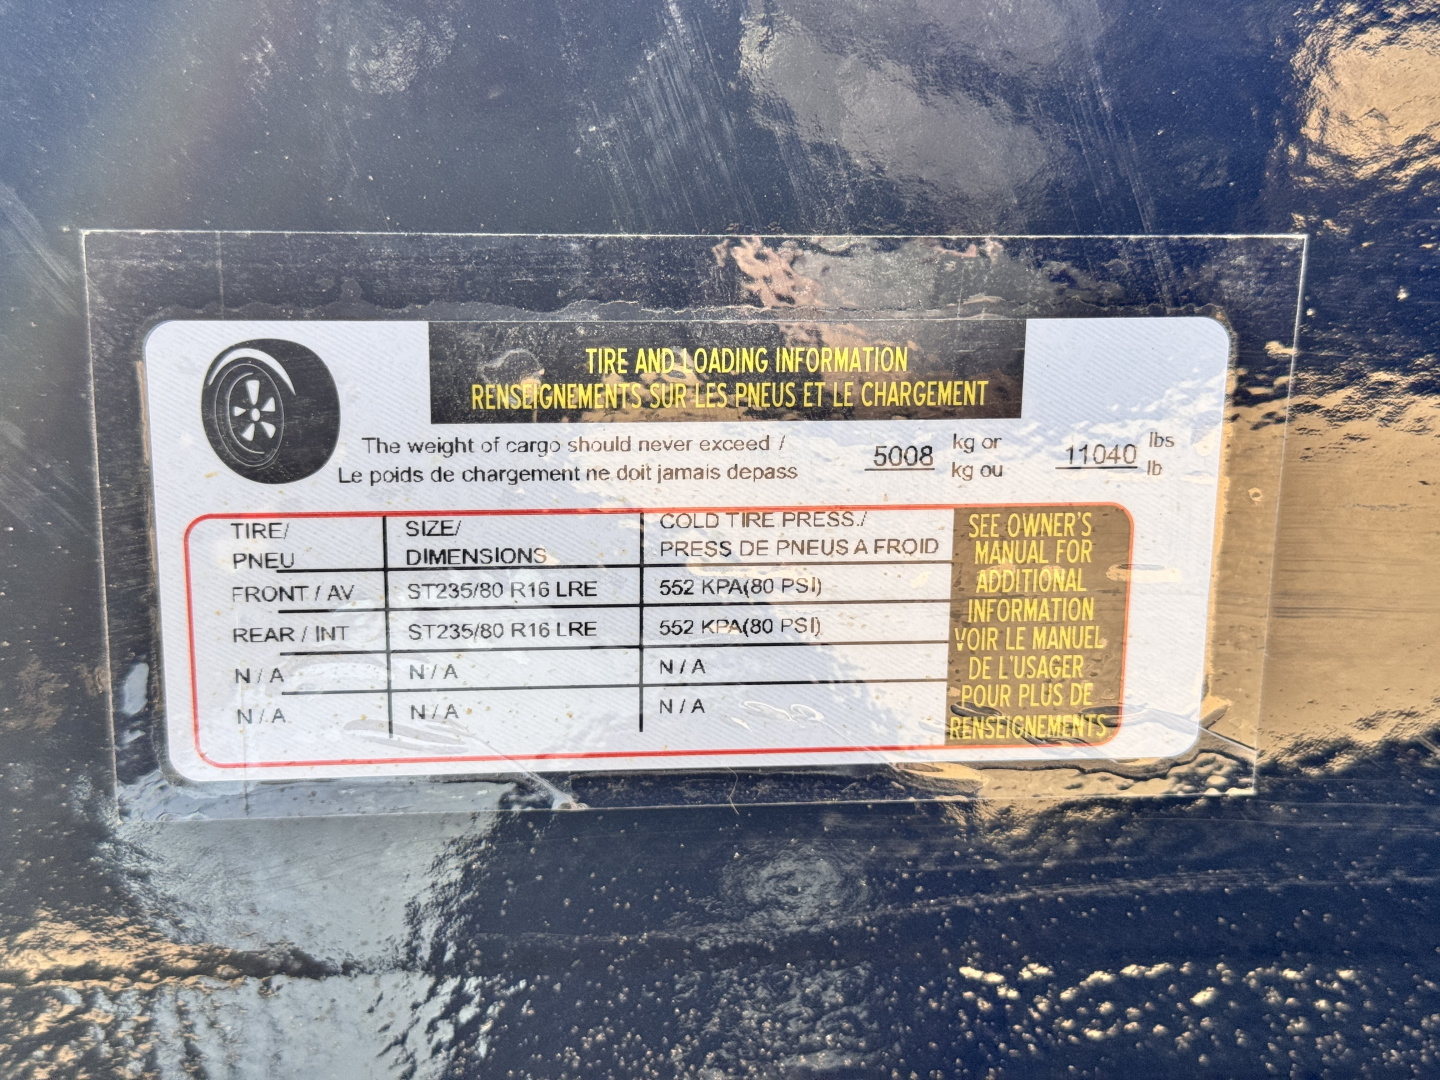 TIRE AND LOADING INFORMATION
RENSEIGNEMENTS SUR LES PNEUS ET LE CHARGEMENT
The weight of cargo should never exceed / 5008 kg or 11040 lbs
Le poids de chargement ne doit jamais depass kg ou lb
TIRE/ SIZE/ COLD TIRE PRESS./
PNEU DIMENSIONS PRESS DE PNEUS A FROID
FRONT / AV ST235/80 R16 LRE 552 KPA(80 PSI)
REAR / INT ST235/80 R16 LRE 552 KPA(80 PSI)
N / A N / A N / A
N / A N / A N / A
SEE OWNER'S
MANUAL FOR
ADDITIONAL
INFORMATION
VOIR LE MANUEL
DE L'USAGER
POUR PLUS DE
RENSEIGNEMENTS